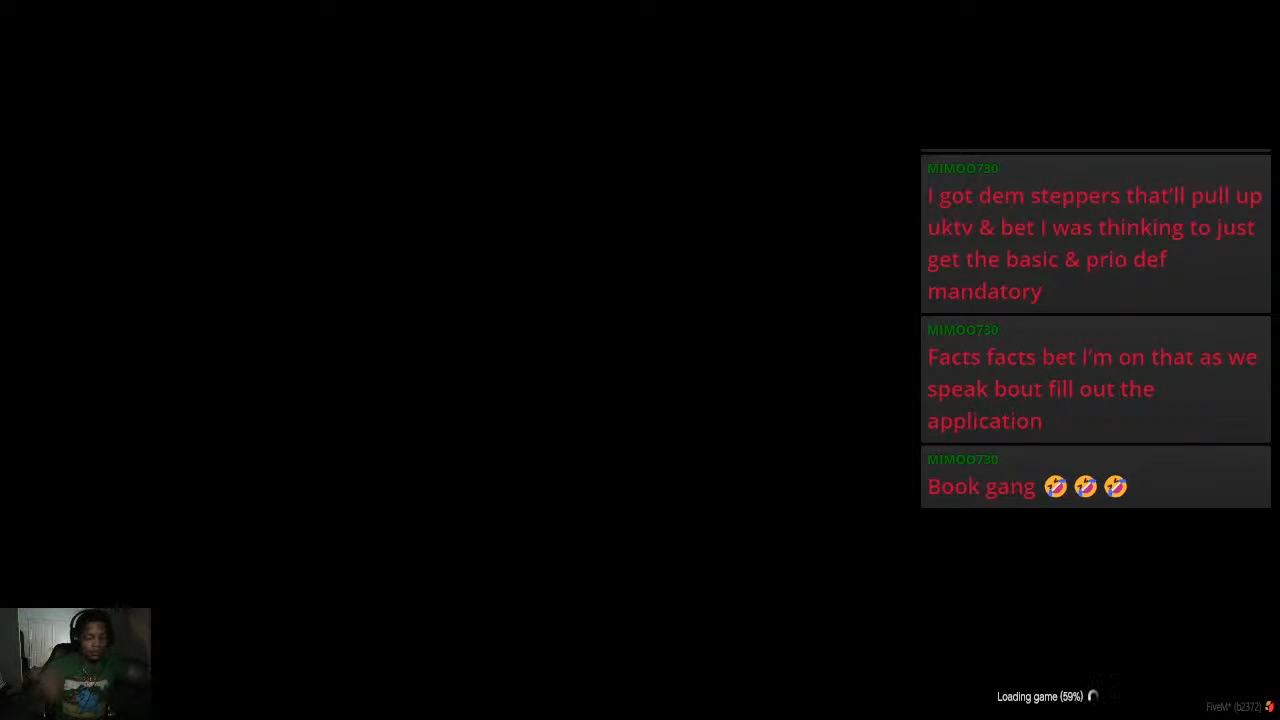 MIMOO730
I got dem steppers that'll pull up
uktv & bet I was thinking to just
get the basic & prio def
mandatory
MIMOO730
Facts facts bet I'm on that as we
speak bout fill out the
application
MIMOO730
Book gang 🤣 🤣 🤣
Loading game (59%)
FiveM* (b2372)